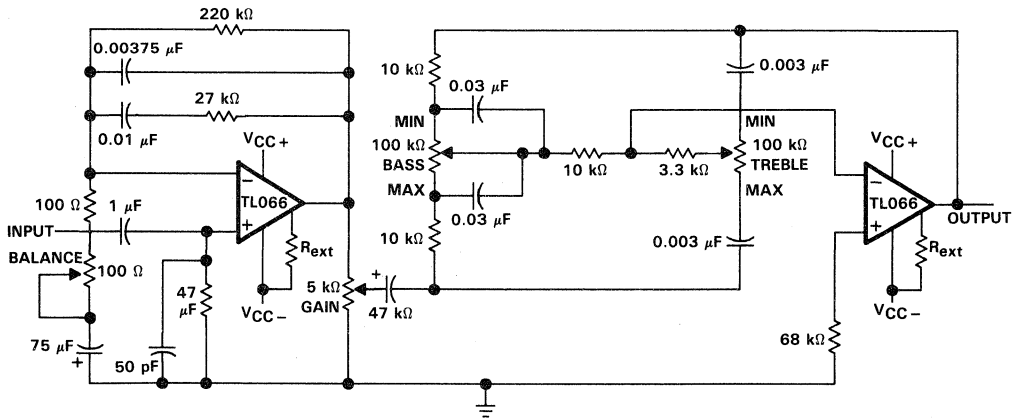 220 kΩ
0.00375 μF
27 kΩ
0.01 μF
VCC+
−
TL066
+
100 Ω
1 μF
INPUT
BALANCE
100 Ω
Rext
VCC−
47
μF
5 kΩ
GAIN
+
47 kΩ
75 μF
+
50 pF
10 kΩ
0.03 μF
MIN
100 kΩ
BASS
MAX
0.03 μF
10 kΩ
10 kΩ
3.3 kΩ
0.003 μF
MIN
100 kΩ
TREBLE
MAX
0.003 μF
VCC+
−
TL066
+
OUTPUT
Rext
VCC−
68 kΩ